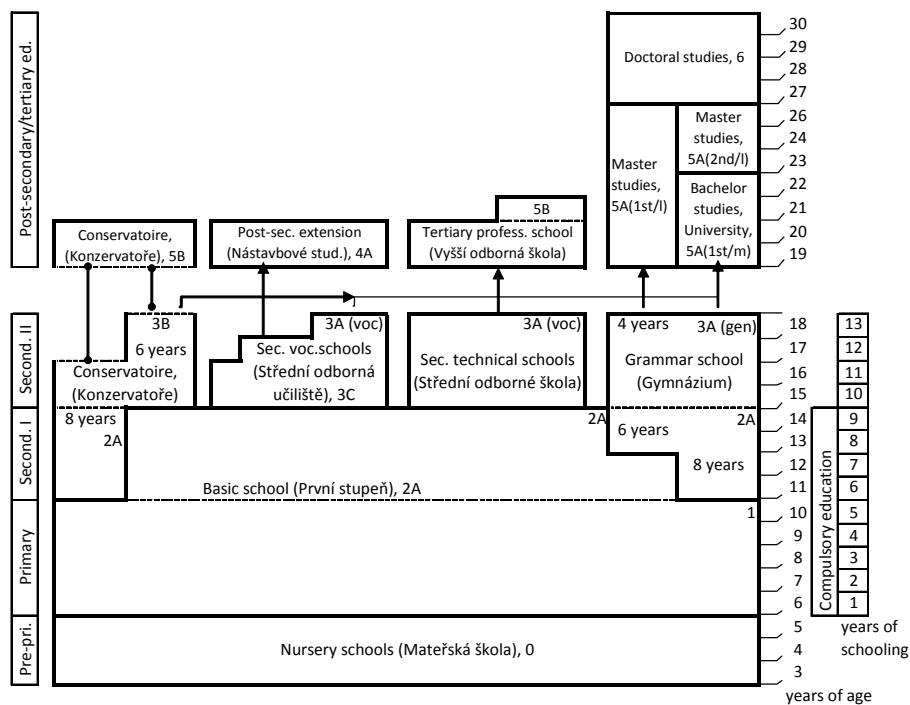 Post-secondary/tertiary ed.
Second. II
Second. I
Primary
Pre-pri.
Doctoral studies, 6
Master
studies,
5A(1st/l)
Master
studies,
5A(2nd/l)
Bachelor
studies,
University,
5A(1st/m)
Conservatoire,
(Konzervatoře), 5B
Post-sec. extension
(Nástavbové stud.), 4A
5B
Tertiary profess. school
(Vyšší odborná škola)
3B
6 years
Conservatoire,
(Konzervatoře)
3A (voc)
Sec. voc.schools
(Střední odborná
učiliště), 3C
3A (voc)
Sec. technical schools
(Střední odborné škola)
4 years
3A (gen)
Grammar school
(Gymnázium)
8 years
2A
2A
6 years
2A
8 years
Basic school (První stupeň), 2A
1
Nursery schools (Mateřská škola), 0
30
29
28
27
26
24
23
22
21
20
19
18
17
16
15
14
13
12
11
10
9
8
7
6
5
4
3
years of age
13
12
11
10
9
8
7
6
5
4
3
2
1
Compulsory education
years of
schooling